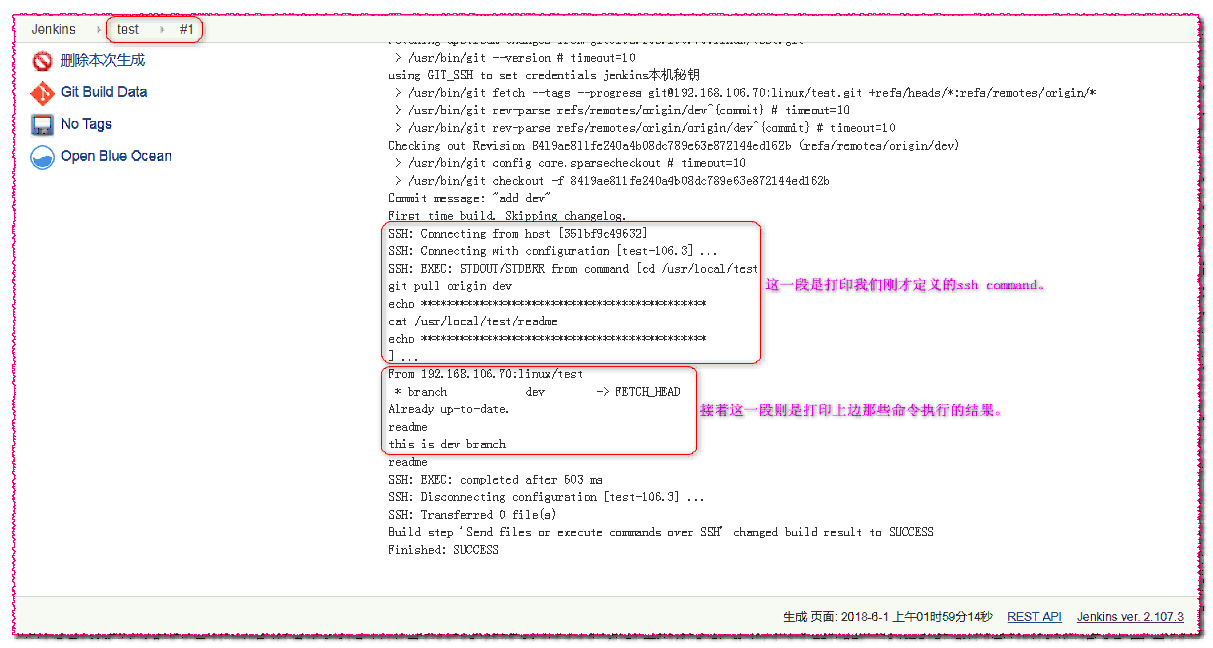 Jenkins test #1
删除本次生成
Git Build Data
No Tags
Open Blue Ocean
> /usr/bin/git --version # timeout=10
using GIT_SSH to set credentials jenkins本机秘钥
> /usr/bin/git fetch --tags --progress git@192.168.106.70:linux/test.git +refs/heads/*:refs/remotes/origin/*
> /usr/bin/git rev-parse refs/remotes/origin/dev^{commit} # timeout=10
> /usr/bin/git rev-parse refs/remotes/origin/origin/dev^{commit} # timeout=10
Checking out Revision 8419ae811fe240a4b08dc789e63e872144ed162b (refs/remotes/origin/dev)
> /usr/bin/git config core.sparsecheckout # timeout=10
> /usr/bin/git checkout -f 8419ae811fe240a4b08dc789e63e872144ed162b
Commit message: "add dev"
First time build. Skipping changelog.
SSH: Connecting from host [351bf9c49632]
SSH: Connecting with configuration [test-106.3] ...
SSH: EXEC: STDOUT/STDERR from command [cd /usr/local/test
git pull origin dev
echo ********************************************
cat /usr/local/test/readme
echo ********************************************
] ...
这一段是打印我们刚才定义的ssh command。
From 192.168.106.70:linux/test
* branch dev -> FETCH_HEAD
Already up-to-date.
readme
this is dev branch
接着这一段则是打印上边那些命令执行的结果。
readme
SSH: EXEC: completed after 603 ms
SSH: Disconnecting configuration [test-106.3] ...
SSH: Transferred 0 file(s)
Build step 'Send files or execute commands over SSH' changed build result to SUCCESS
Finished: SUCCESS
生成 页面: 2018-6-1 上午01时59分14秒 REST API Jenkins ver. 2.107.3